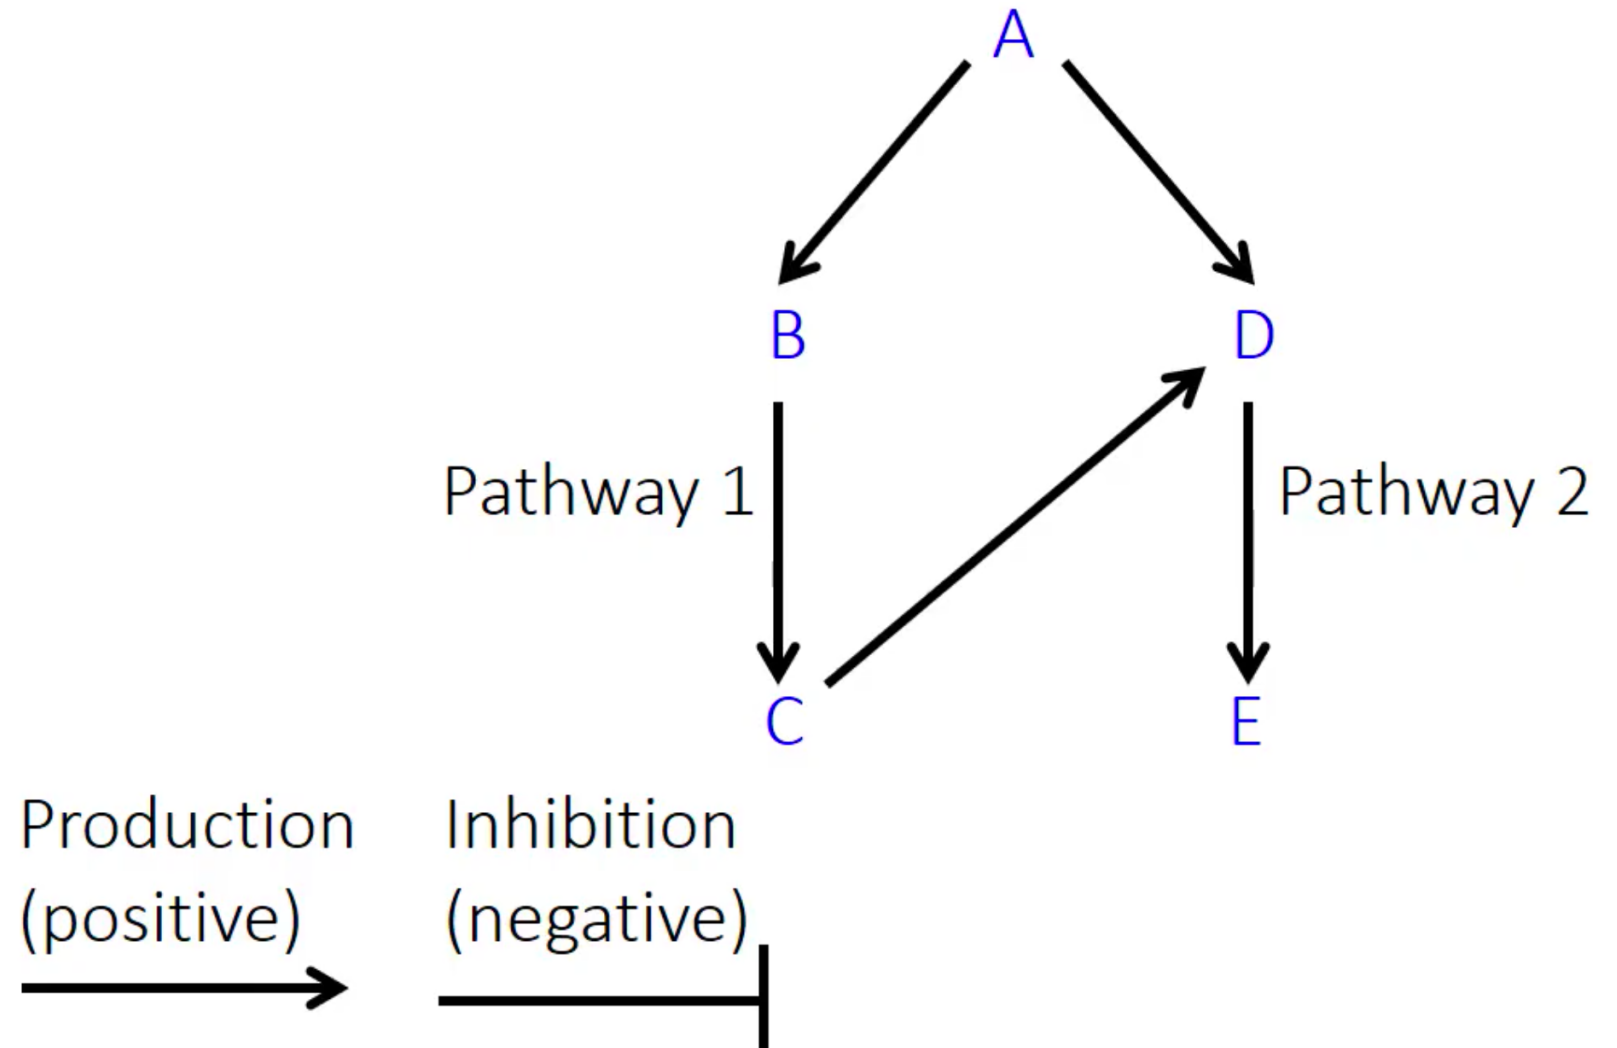 A
B
D
Pathway 1
Pathway 2
C
E
Production
(positive)
Inhibition
(negative)